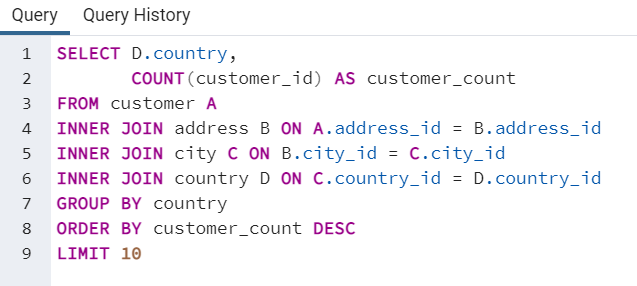 Query Query History
1 SELECT D.country,
2 COUNT(customer_id) AS customer_count
3 FROM customer A
4 INNER JOIN address B ON A.address_id = B.address_id
5 INNER JOIN city C ON B.city_id = C.city_id
6 INNER JOIN country D ON C.country_id = D.country_id
7 GROUP BY country
8 ORDER BY customer_count DESC
9 LIMIT 10